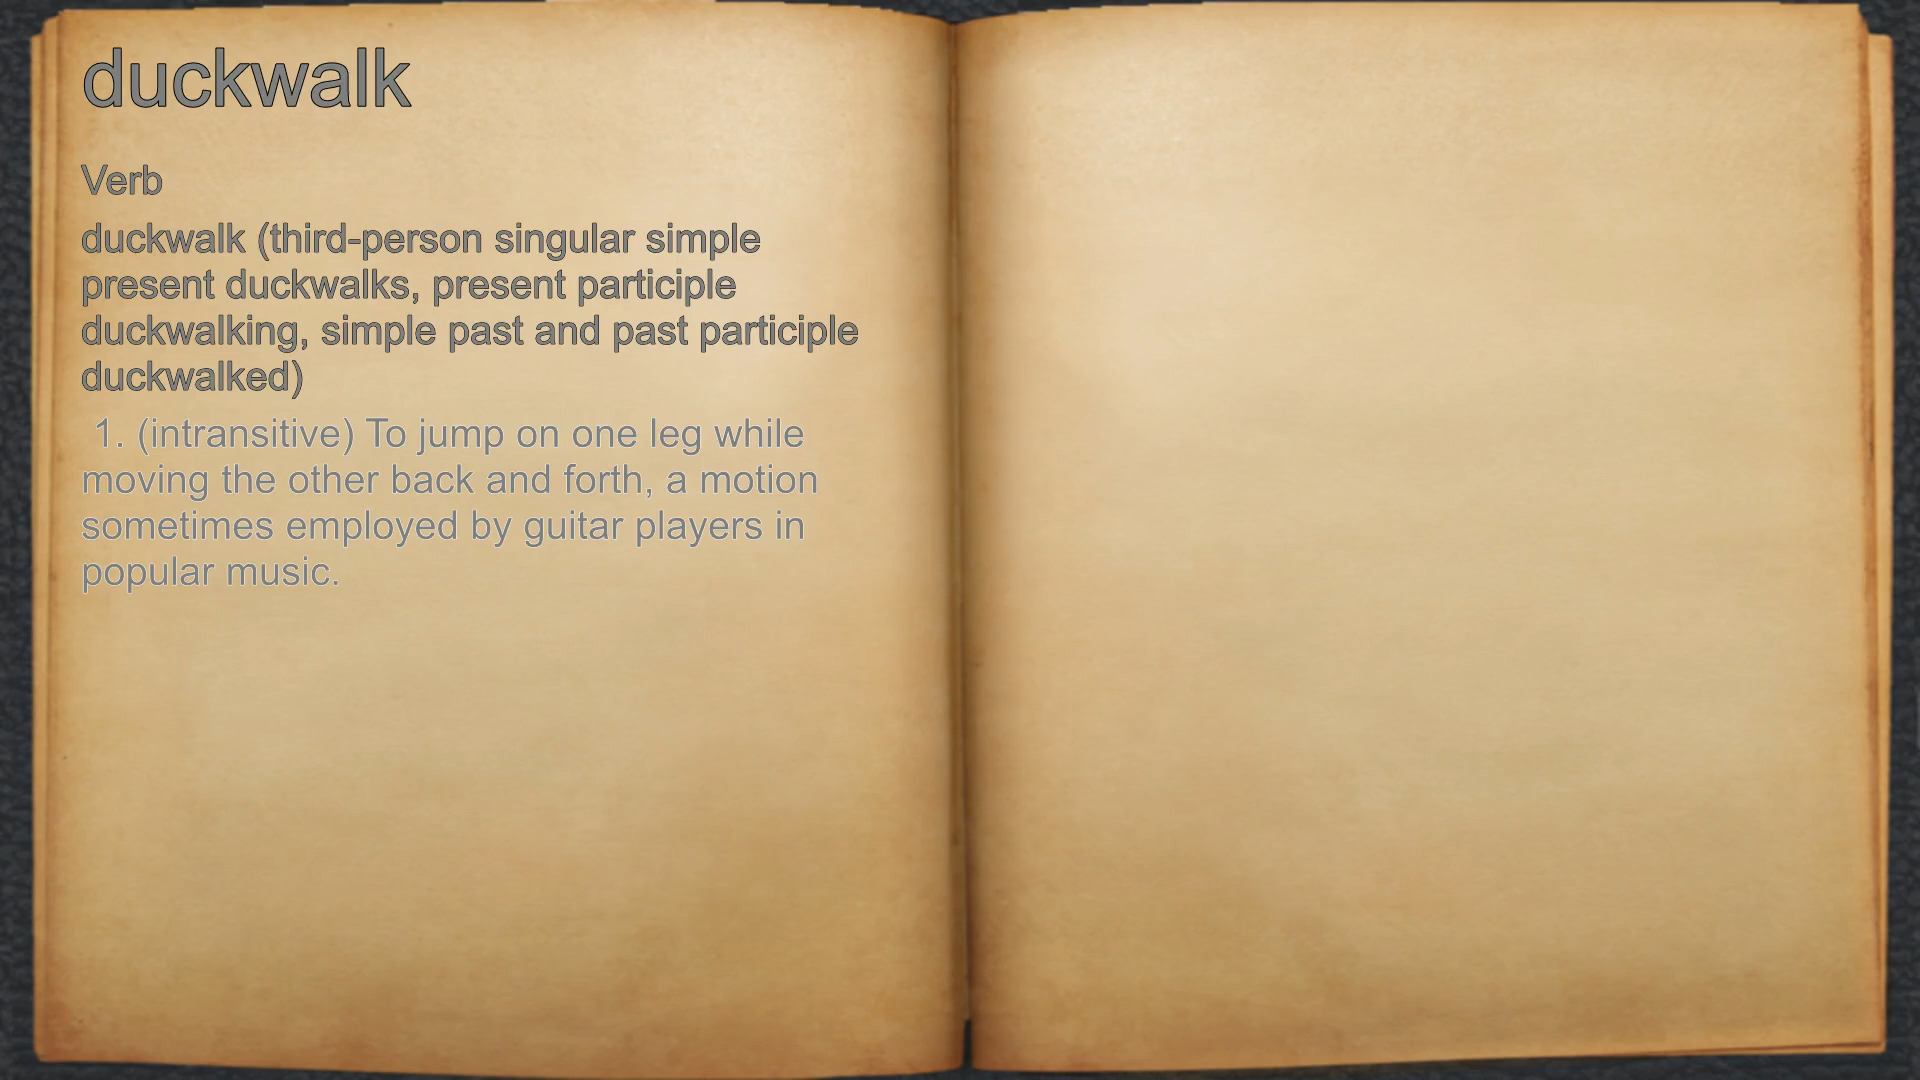 duckwalk
Verb
duckwalk (third-person singular simple
present duckwalks, present participle
duckwalking, simple past and past participle
duckwalked)
1. (intransitive) To jump on one leg while
moving the other back and forth, a motion
sometimes employed by guitar players in
popular music.